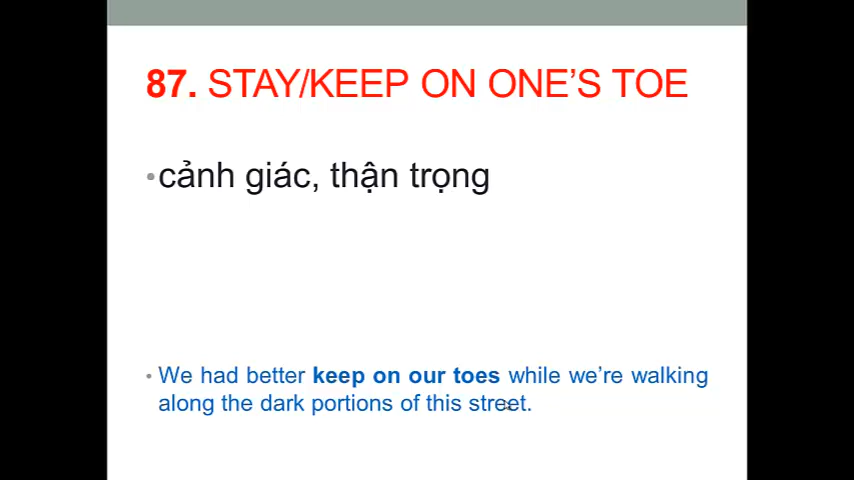 87. STAY/KEEP ON ONE’S TOE
•cảnh giác, thận trọng
• We had better keep on our toes while we’re walking
along the dark portions of this street.